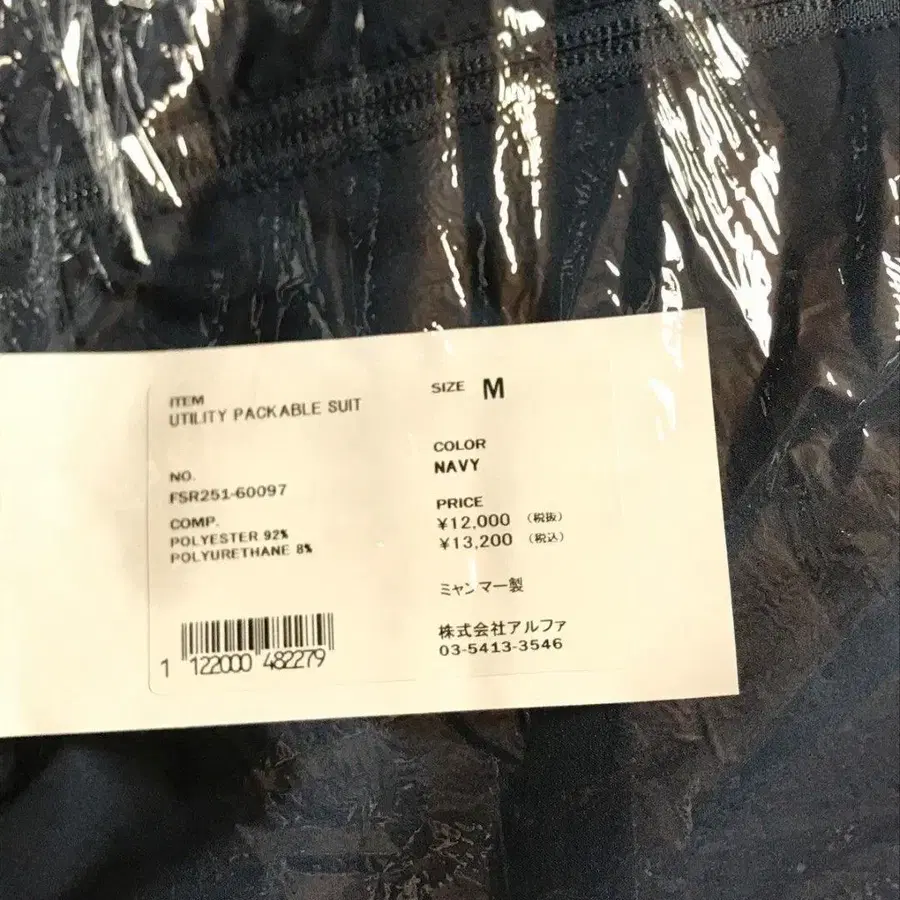 ITEM
UTILITY PACKABLE SUIT
NO.
FSR251-60097
COMP.
POLYESTER 92%
POLYURETHANE 8%
1 122000 482279
SIZE M
COLOR
NAVY
PRICE
¥12,000 (税抜)
¥13,200 (税込)
ミャンマー製
株式会社アルファ
03-5413-3546